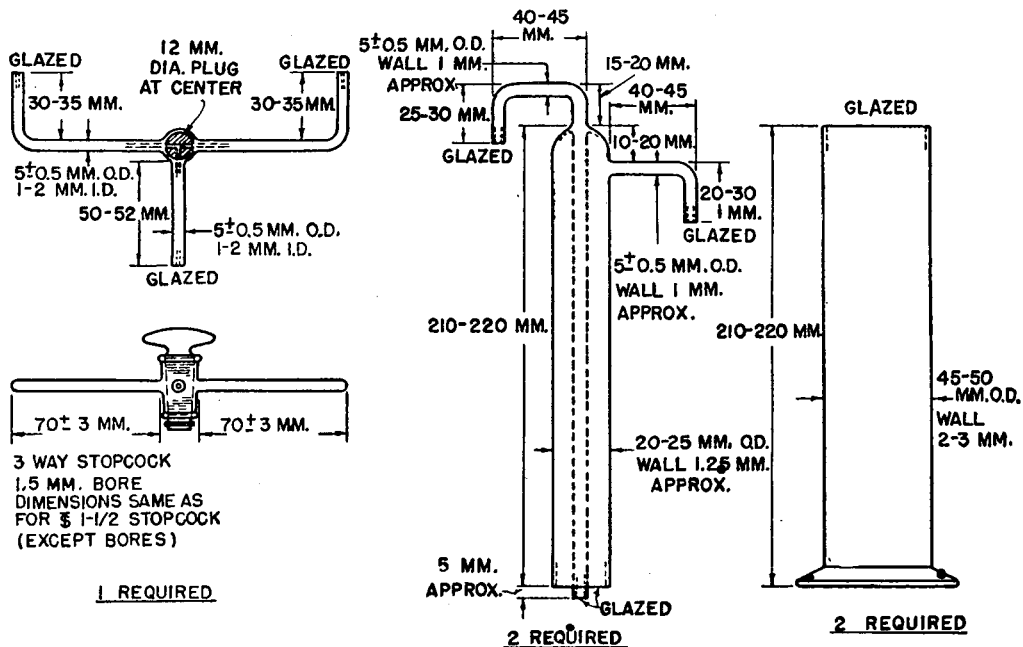 12 MM.
DIA. PLUG
AT CENTER
GLAZED
GLAZED
30-35 MM.
30-35 MM.
5±0.5 MM. O.D.
1-2 MM. I.D.
50-52 MM.
5±0.5 MM. O.D.
1-2 MM. I.D.
GLAZED
70± 3 MM.
70± 3 MM.
3 WAY STOPCOCK
1.5 MM. BORE
DIMENSIONS SAME AS
FOR 1-1/2 STOPCOCK
(EXCEPT BORES)
1 REQUIRED
40-45
MM.
5±0.5 MM. O.D.
WALL 1 MM.
APPROX.
15-20 MM.
40-45
MM.
25-30 MM.
GLAZED
10-20 MM.
20-30
MM.
GLAZED
5±0.5 MM. O.D.
WALL 1 MM.
APPROX.
210-220 MM.
20-25 MM. O.D.
WALL 1.25 MM.
APPROX.
5 MM.
APPROX.
GLAZED
2 REQUIRED
GLAZED
210-220 MM.
45-50
MM. O.D.
WALL
2-3 MM.
2 REQUIRED